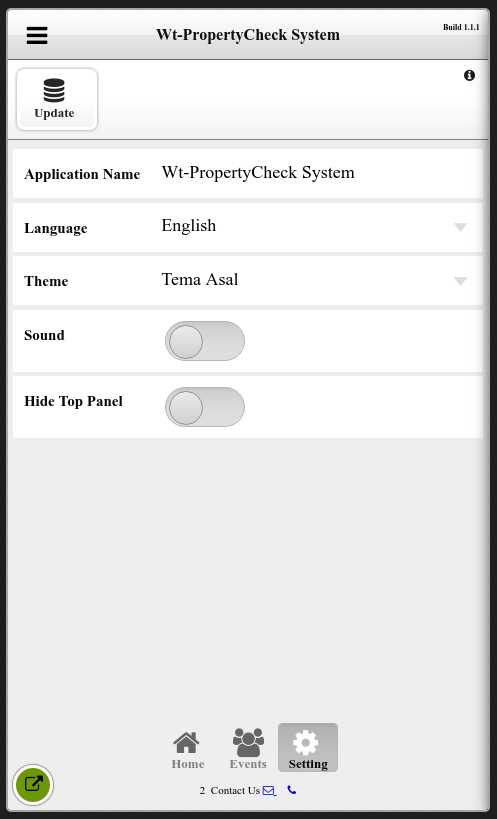 Wt-PropertyCheck System
Build 1.1.1
Update
Application Name Wt-PropertyCheck System
Language English
Theme Tema Asal
Sound
Hide Top Panel
Home Events Setting
2 Contact Us